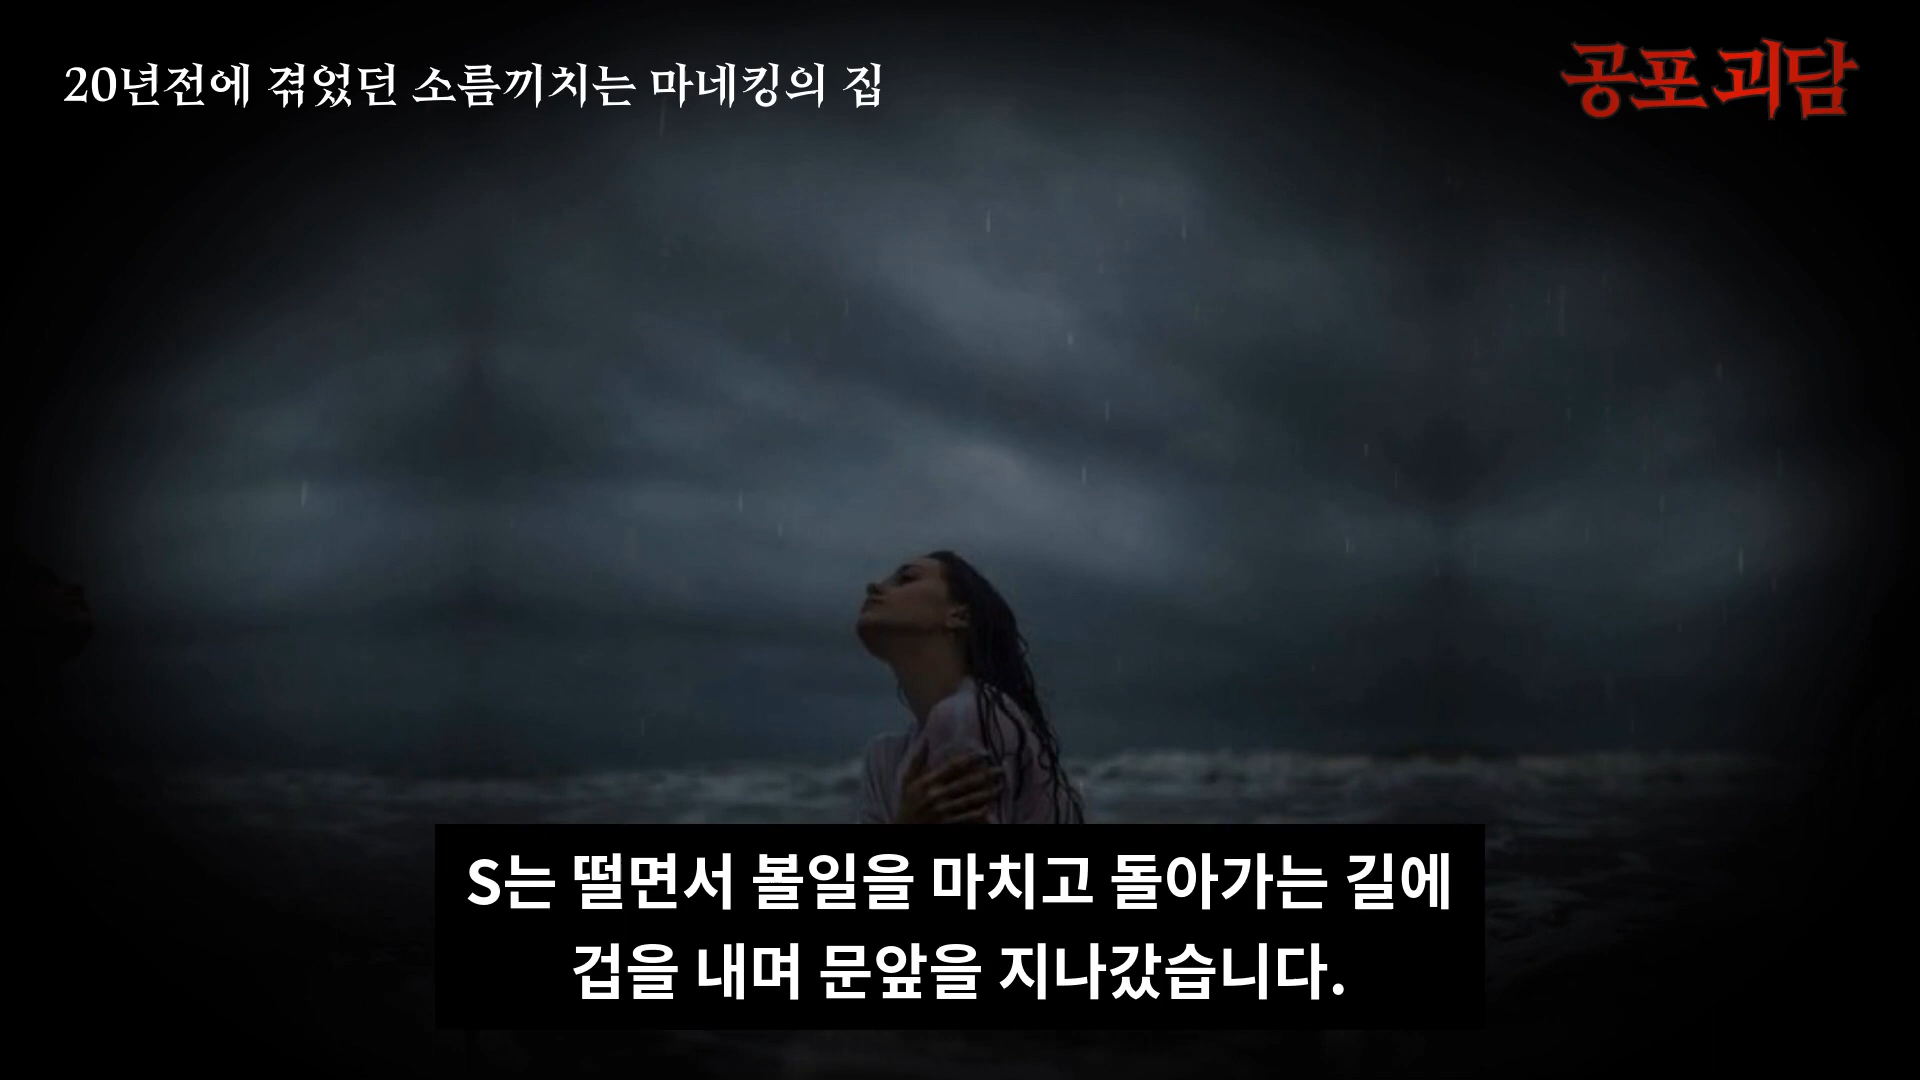 20년전에 겪었던 소름끼치는 마네킹의 집
공포괴담
S는 떨면서 볼일을 마치고 돌아가는 길에
겁을 내며 문앞을 지나갔습니다.